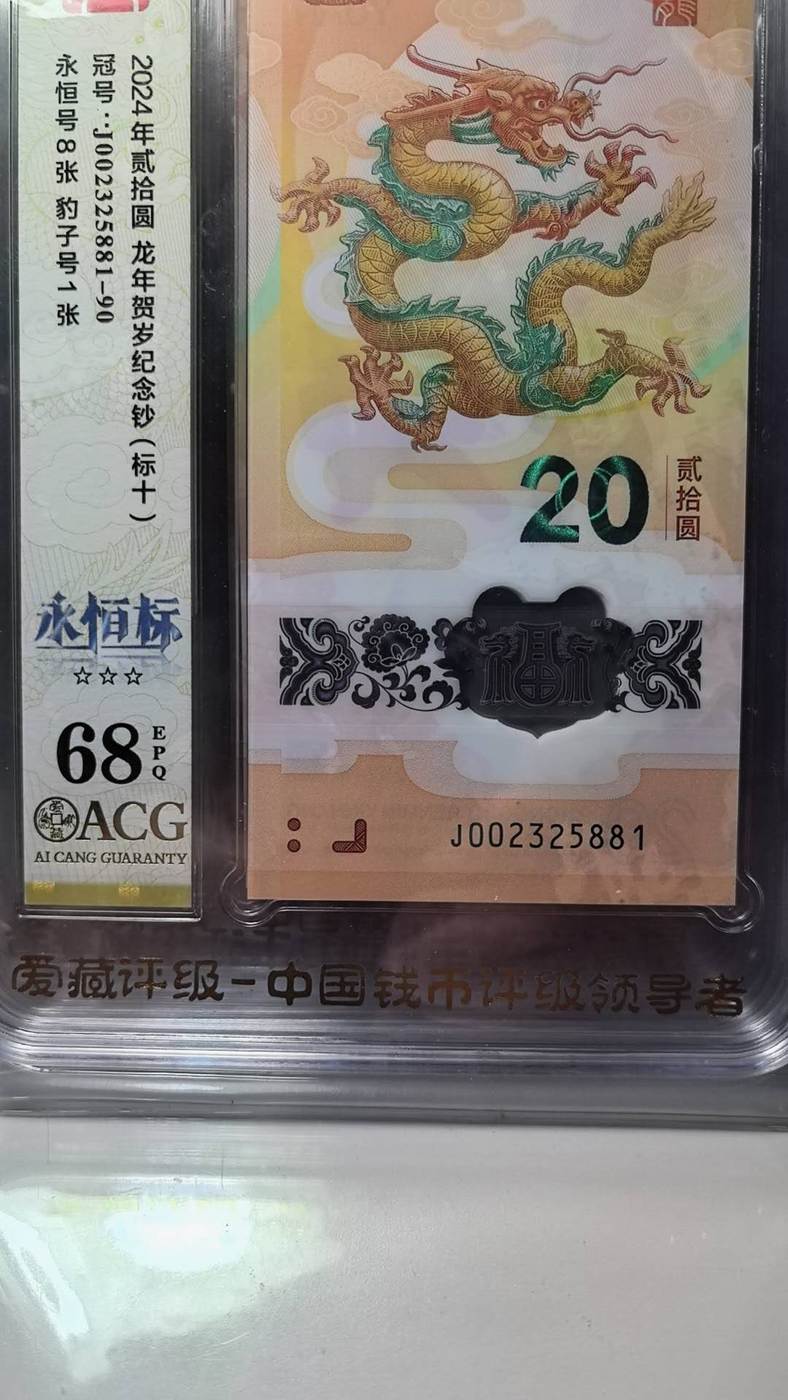 2024年贰拾圆 龙年贺岁纪念钞(标十)
冠号:J002325881-90
永恒号8张 豹子号1张
永恒标
☆☆☆
68
EPQ
ACG
AI CANG GUARANTY
20
贰拾圆
福
J002325881
爱藏评级-中国钱币评级领导者